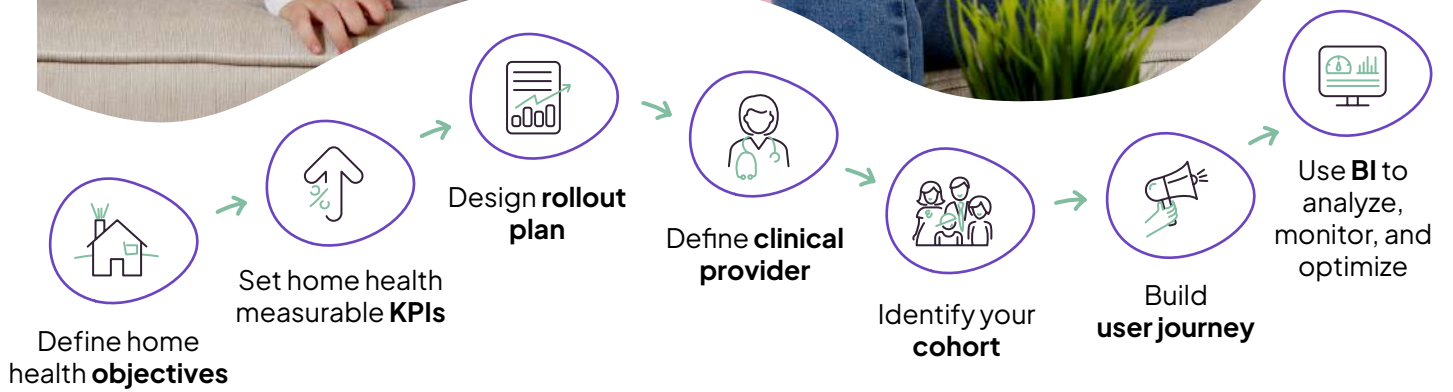 Define home
health objectives
Set home health
measurable KPIs
Design rollout
plan
Define clinical
provider
Identify your
cohort
Build
user journey
Use BI to
analyze,
monitor, and
optimize